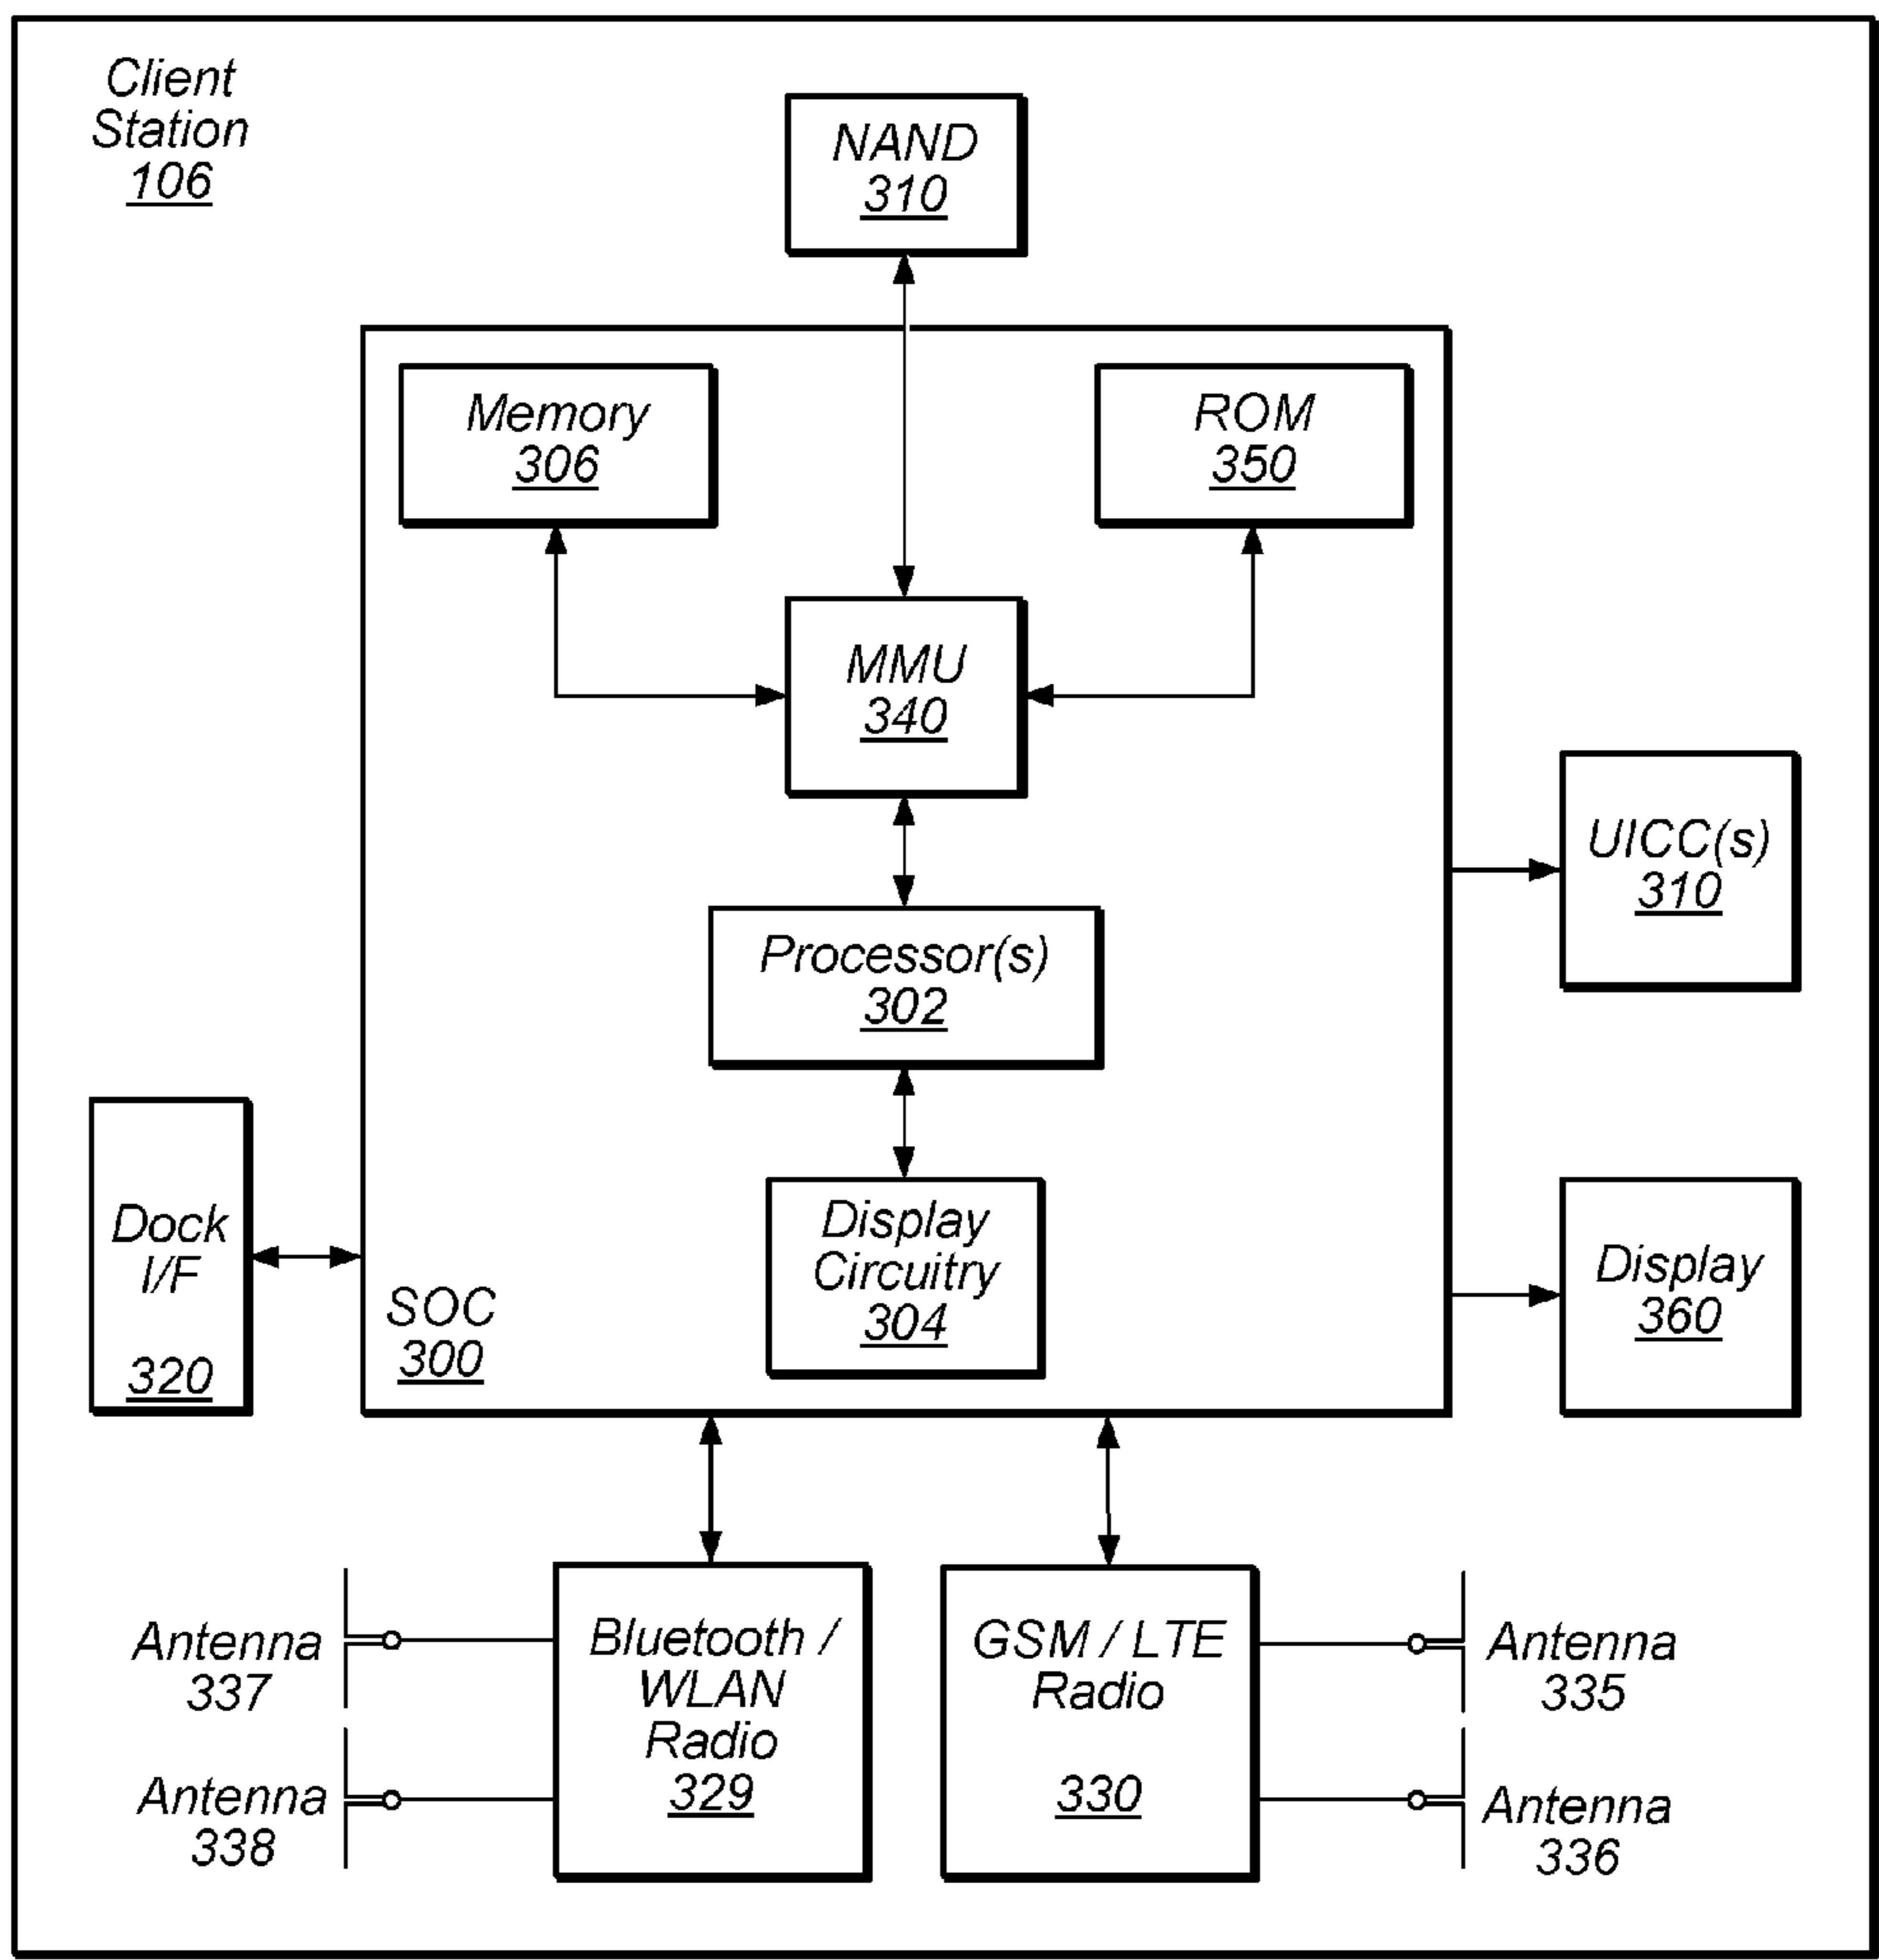 Client
Station
106
NAND
310
Memory
306
ROM
350
MMU
340
UICC(s)
310
Processor(s)
302
Dock
I/F
320
Display
Circuitry
304
SOC
300
Display
360
Antenna
337
Antenna
338
Bluetooth /
WLAN
Radio
329
GSM / LTE
Radio
330
Antenna
335
Antenna
336